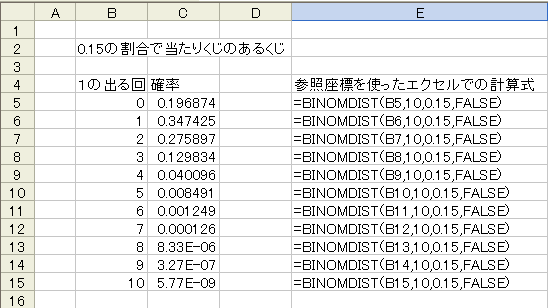 A B C D E
1
2 0.15の割合で当たりくじのあるくじ
3
4 1の出る回 確率 参照座標を使ったエクセルでの計算式
5 0 0.196874 =BINOMDIST(B5,10,0.15,FALSE)
6 1 0.347425 =BINOMDIST(B6,10,0.15,FALSE)
7 2 0.275897 =BINOMDIST(B7,10,0.15,FALSE)
8 3 0.129834 =BINOMDIST(B8,10,0.15,FALSE)
9 4 0.040096 =BINOMDIST(B9,10,0.15,FALSE)
10 5 0.008491 =BINOMDIST(B10,10,0.15,FALSE)
11 6 0.001249 =BINOMDIST(B11,10,0.15,FALSE)
12 7 0.000126 =BINOMDIST(B12,10,0.15,FALSE)
13 8 8.33E-06 =BINOMDIST(B13,10,0.15,FALSE)
14 9 3.27E-07 =BINOMDIST(B14,10,0.15,FALSE)
15 10 5.77E-09 =BINOMDIST(B15,10,0.15,FALSE)
16